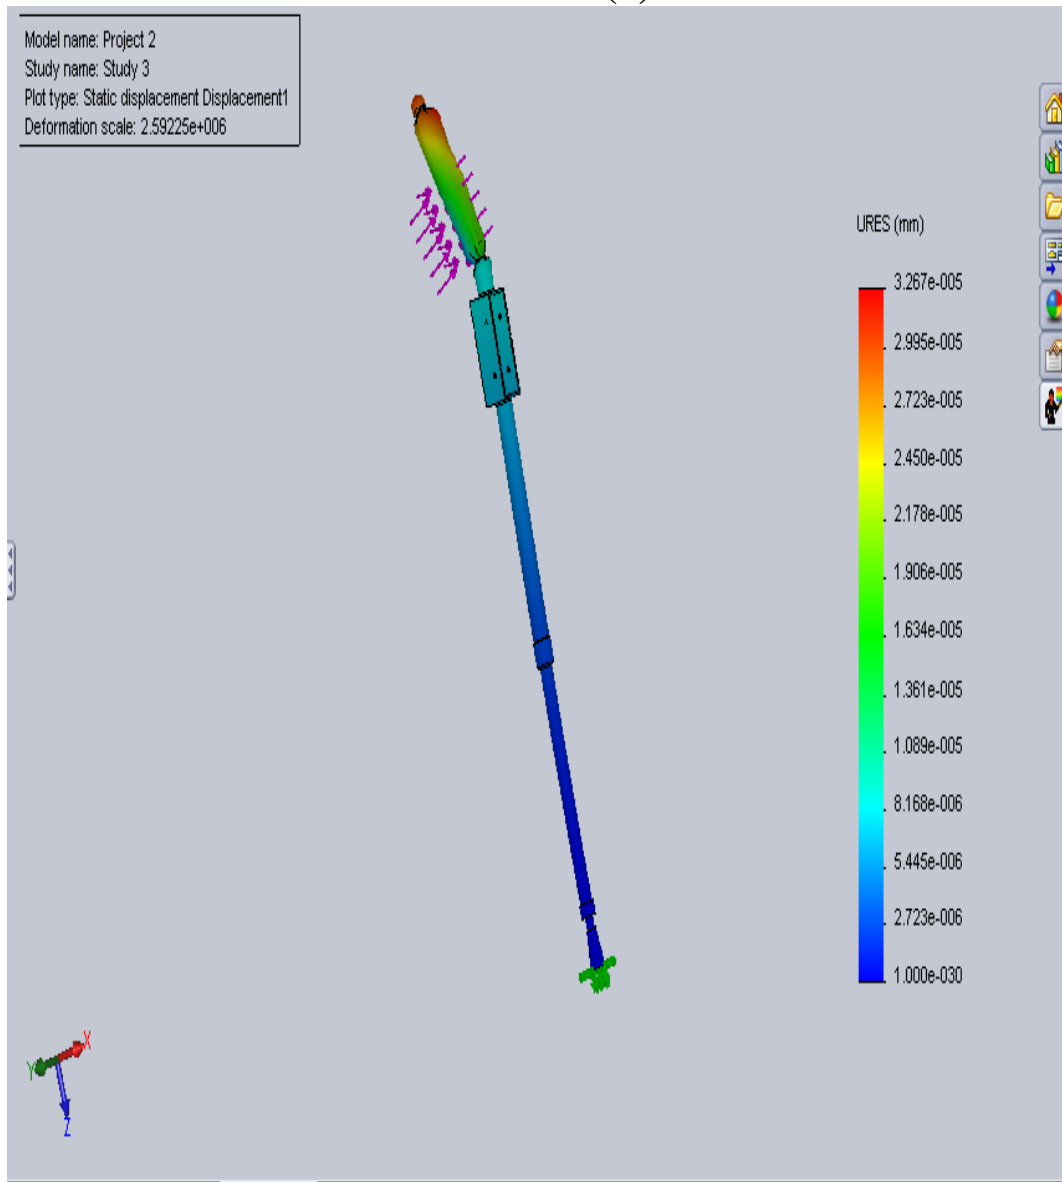 Model name: Project 2
Study name: Study 3
Plot type: Static displacement Displacement1
Deformation scale: 2.59225e+006
URES (mm)
3.267e-005
2.995e-005
2.723e-005
2.450e-005
2.178e-005
1.906e-005
1.634e-005
1.361e-005
1.089e-005
8.168e-006
5.445e-006
2.723e-006
1.000e-030
X
Y
Z